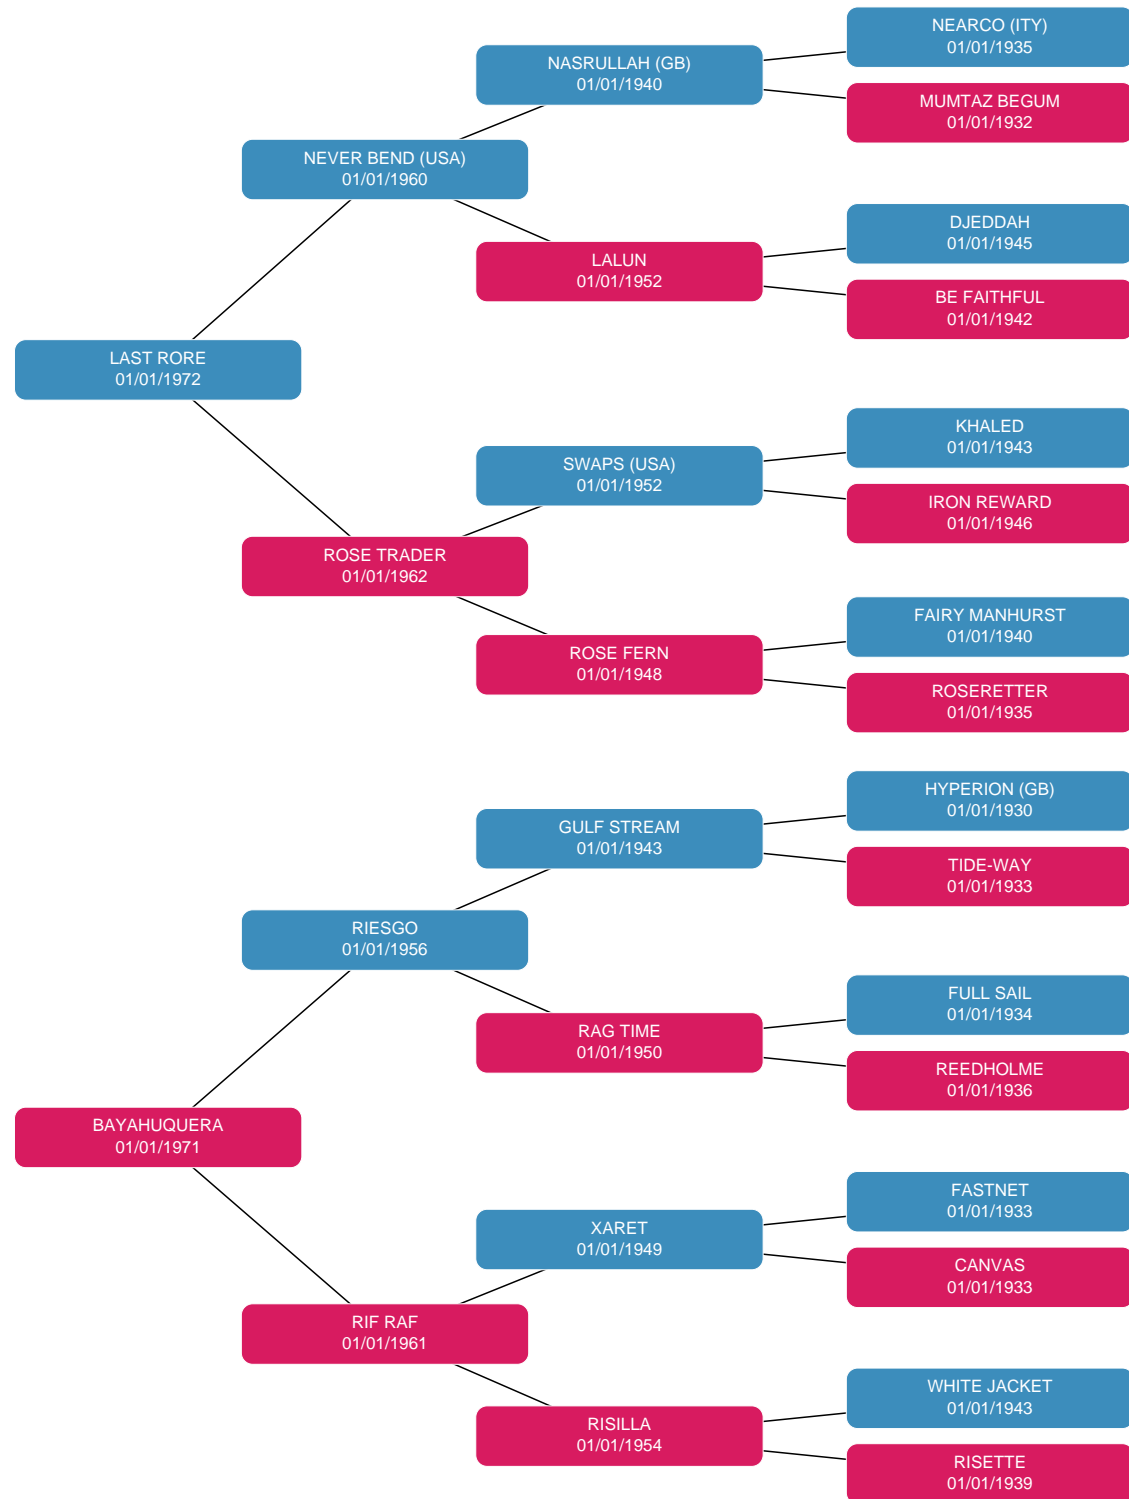 NEARCO (ITY)
01/01/1935
NASRULLAH (GB)
01/01/1940
MUMTAZ BEGUM
01/01/1932
NEVER BEND (USA)
01/01/1960
DJEDDAH
01/01/1945
LALUN
01/01/1952
BE FAITHFUL
01/01/1942
LAST RORE
01/01/1972
KHALED
01/01/1943
SWAPS (USA)
01/01/1952
IRON REWARD
01/01/1946
ROSE TRADER
01/01/1962
FAIRY MANHURST
01/01/1940
ROSE FERN
01/01/1948
ROSERETTER
01/01/1935
HYPERION (GB)
01/01/1930
GULF STREAM
01/01/1943
TIDE-WAY
01/01/1933
RIESGO
01/01/1956
FULL SAIL
01/01/1934
RAG TIME
01/01/1950
REEDHOLME
01/01/1936
BAYAHUQUERA
01/01/1971
FASTNET
01/01/1933
XARET
01/01/1949
CANVAS
01/01/1933
RIF RAF
01/01/1961
WHITE JACKET
01/01/1943
RISILLA
01/01/1954
RISETTE
01/01/1939